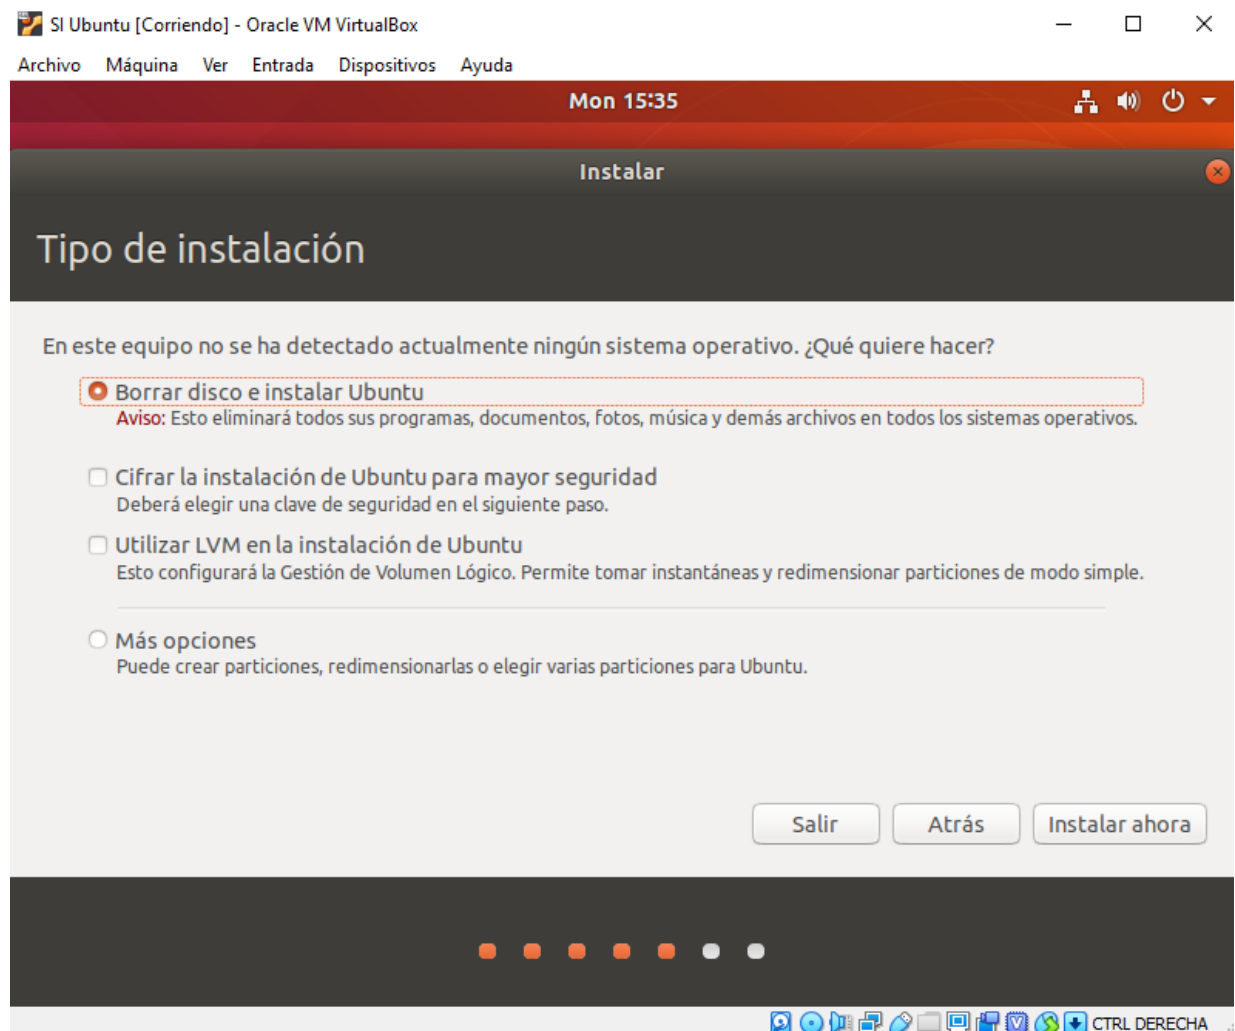 SI Ubuntu [Corriendo] - Oracle VM VirtualBox
Archivo Máquina Ver Entrada Dispositivos Ayuda
Mon 15:35
Instalar
Tipo de instalación
En este equipo no se ha detectado actualmente ningún sistema operativo. ¿Qué quiere hacer?
Borrar disco e instalar Ubuntu
Aviso: Esto eliminará todos sus programas, documentos, fotos, música y demás archivos en todos los sistemas operativos.
Cifrar la instalación de Ubuntu para mayor seguridad
Deberá elegir una clave de seguridad en el siguiente paso.
Utilizar LVM en la instalación de Ubuntu
Esto configurará la Gestión de Volumen Lógico. Permite tomar instantáneas y redimensionar particiones de modo simple.
Más opciones
Puede crear particiones, redimensionarlas o elegir varias particiones para Ubuntu.
Salir Atrás Instalar ahora
CTRL DERECHA